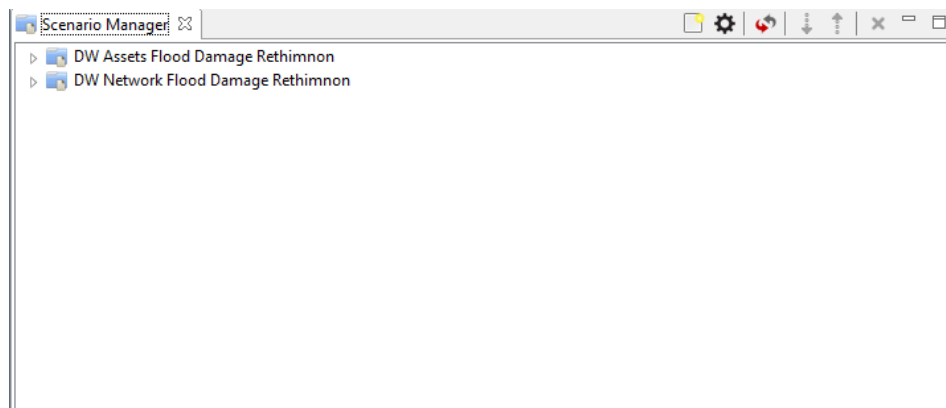 Scenario Manager
DW Assets Flood Damage Rethimnon
DW Network Flood Damage Rethimnon